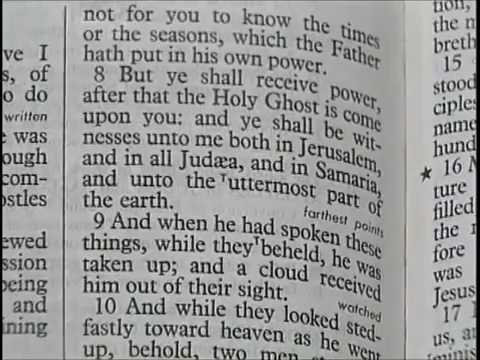 ve I
s, of
o do
written
e was
ough
com-
ostles
ewed
ssion
being
and
ining
not for you to know the times
or the seasons, which the Father
hath put in his own power.
8 But ye shall receive power,
after that the Holy Ghost is come
upon you: and ye shall be wit-
nesses unto me both in Jerusalem,
and in all Judæa, and in Samaria,
and unto the uttermost part of
the earth.
farthest points
9 And when he had spoken these
things, while they beheld, he was
taken up; and a cloud received
him out of their sight.
watched
10 And while they looked sted-
fastly toward heaven as he went
up, behold, two men
tion,
the n
breth
15
stood
ciples
name
hund
★ 16
ture
filled
the
fore
was
Jesus
17
us, a
minis